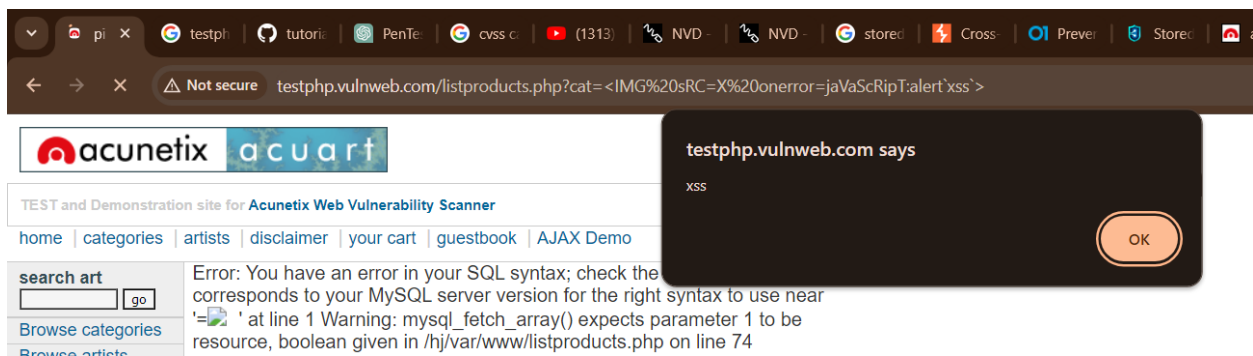 pi testph tutoria PenTe: cvss c (1313) NVD - NVD - stored Cross- Prever Stored
Not secure testphp.vulnweb.com/listproducts.php?cat=<IMG%20sRC=X%20onerror=jaVaScRipT:alert`xss`>
acunetix acuart
testphp.vulnweb.com says
xss
OK
TEST and Demonstration site for Acunetix Web Vulnerability Scanner
home | categories | artists | disclaimer | your cart | guestbook | AJAX Demo
search art
go
Browse categories
Browse artists
Error: You have an error in your SQL syntax; check the
corresponds to your MySQL server version for the right syntax to use near
'= ' at line 1 Warning: mysql_fetch_array() expects parameter 1 to be
resource, boolean given in /hj/var/www/listproducts.php on line 74